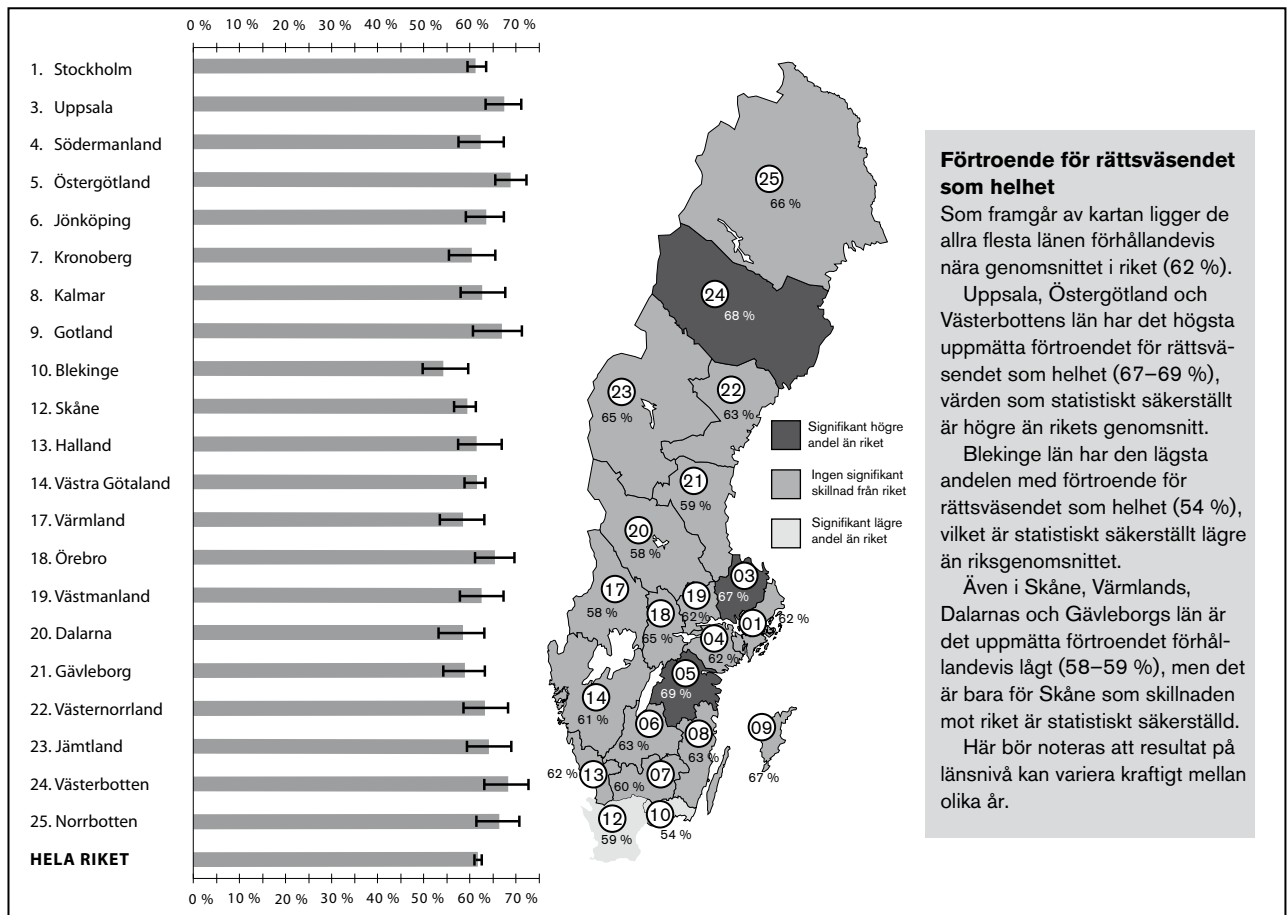 0 % 10 % 20 % 30 % 40 % 50 % 60 % 70 %
1. Stockholm
3. Uppsala
4. Södermanland
5. Östergötland
6. Jönköping
7. Kronoberg
8. Kalmar
9. Gotland
10. Blekinge
12. Skåne
13. Halland
14. Västra Götaland
17. Värmland
18. Örebro
19. Västmanland
20. Dalarna
21. Gävleborg
22. Västernorrland
23. Jämtland
24. Västerbotten
25. Norrbotten
HELA RIKET
0 % 10 % 20 % 30 % 40 % 50 % 60 % 70 %
25
66 %
24
68 %
23
65 %
22
63 %
21
59 %
20
58 %
03
67 %
17
58 %
19
62%
18
65 %
01
62 %
04
62 %
05
69 %
14
61 %
06
63 %
08
63 %
09
67 %
13
62 %
07
60 %
12
59 %
10
54 %
Signifikant högre
andel än riket
Ingen signifikant
skillnad från riket
Signifikant lägre
andel än riket
Förtroende för rättsväsendet
som helhet
Som framgår av kartan ligger de
allra flesta länen förhållandevis
nära genomsnittet i riket (62 %).
Uppsala, Östergötland och
Västerbottens län har det högsta
uppmätta förtroendet för rättsvä-
sendet som helhet (67–69 %),
värden som statistiskt säkerställt
är högre än rikets genomsnitt.
Blekinge län har den lägsta
andelen med förtroende för
rättsväsendet som helhet (54 %),
vilket är statistiskt säkerställt lägre
än riksgenomsnittet.
Även i Skåne, Värmlands,
Dalarnas och Gävleborgs län är
det uppmätta förtroendet förhål-
landevis lågt (58–59 %), men det
är bara för Skåne som skillnaden
mot riket är statistiskt säkerställd.
Här bör noteras att resultat på
länsnivå kan variera kraftigt mellan
olika år.